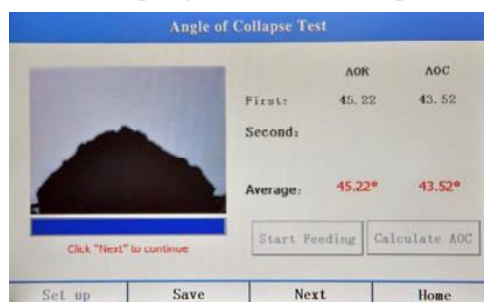 Angle of Collapse Test
AOR AOC
First: 45.22 43.52
Second:
Average: 45.22° 43.52°
Start Feeding Calculate AOC
Click "Next" to continue
Set up Save Next Home